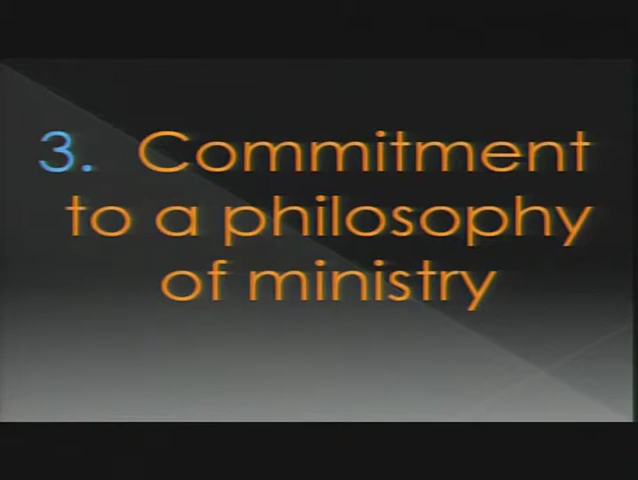 3. Commitment
to a philosophy
of ministry